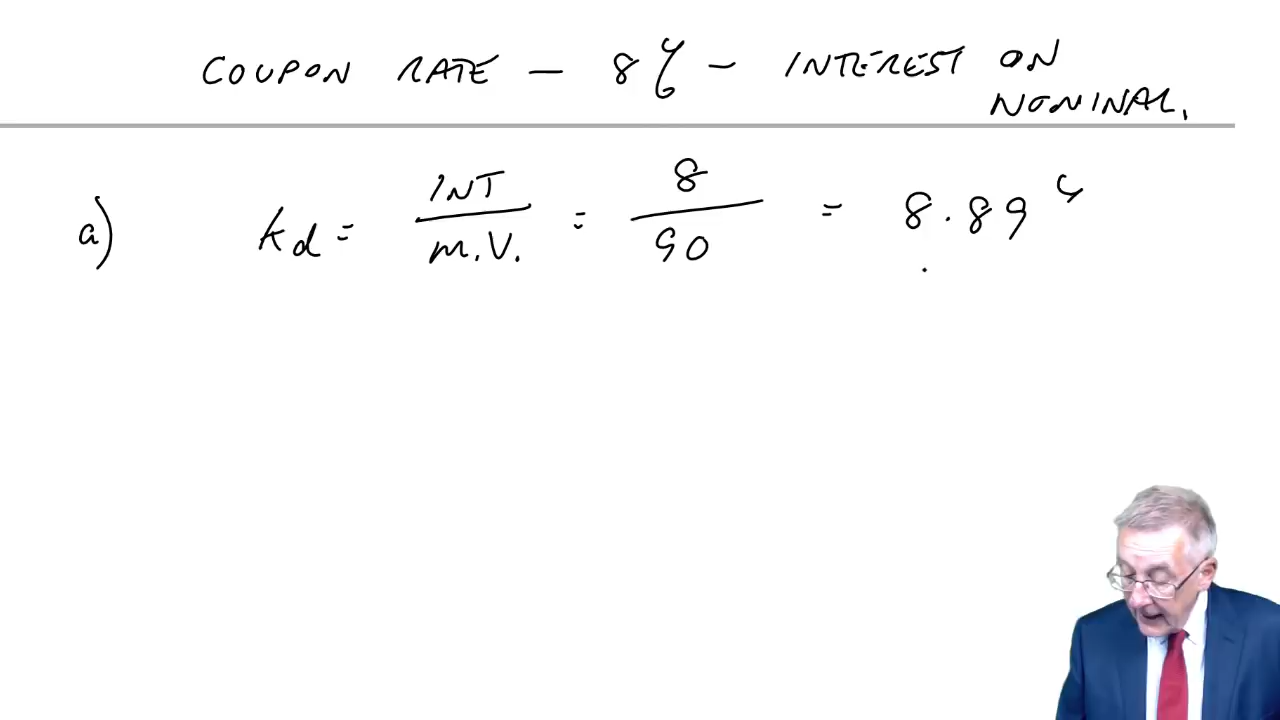 COUPON RATE – 8% – INTEREST ON
NOMINAL.
a) Kd = INT / M.V. = 8 / 90 = 8.89%